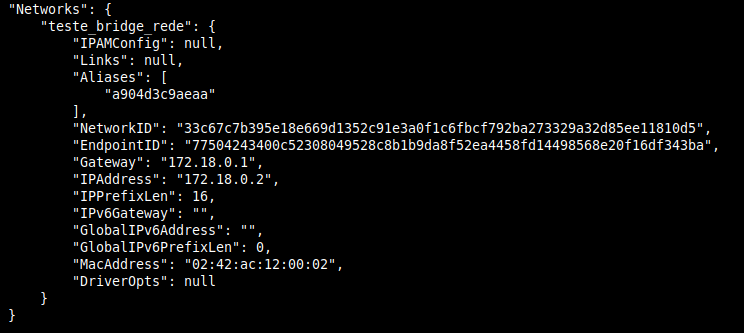 "Networks": {
    "teste_bridge_rede": {
        "IPAMConfig": null,
        "Links": null,
        "Aliases": [
            "a904d3c9aeaa"
        ],
        "NetworkID": "33c67c7b395e18e669d1352c91e3a0f1c6fbcf792ba273329a32d85ee11810d5",
        "EndpointID": "77504243400c52308049528c8b1b9da8f52ea4458fd14498568e20f16df343ba",
        "Gateway": "172.18.0.1",
        "IPAddress": "172.18.0.2",
        "IPPrefixLen": 16,
        "IPv6Gateway": "",
        "GlobalIPv6Address": "",
        "GlobalIPv6PrefixLen": 0,
        "MacAddress": "02:42:ac:12:00:02",
        "DriverOpts": null
    }
}